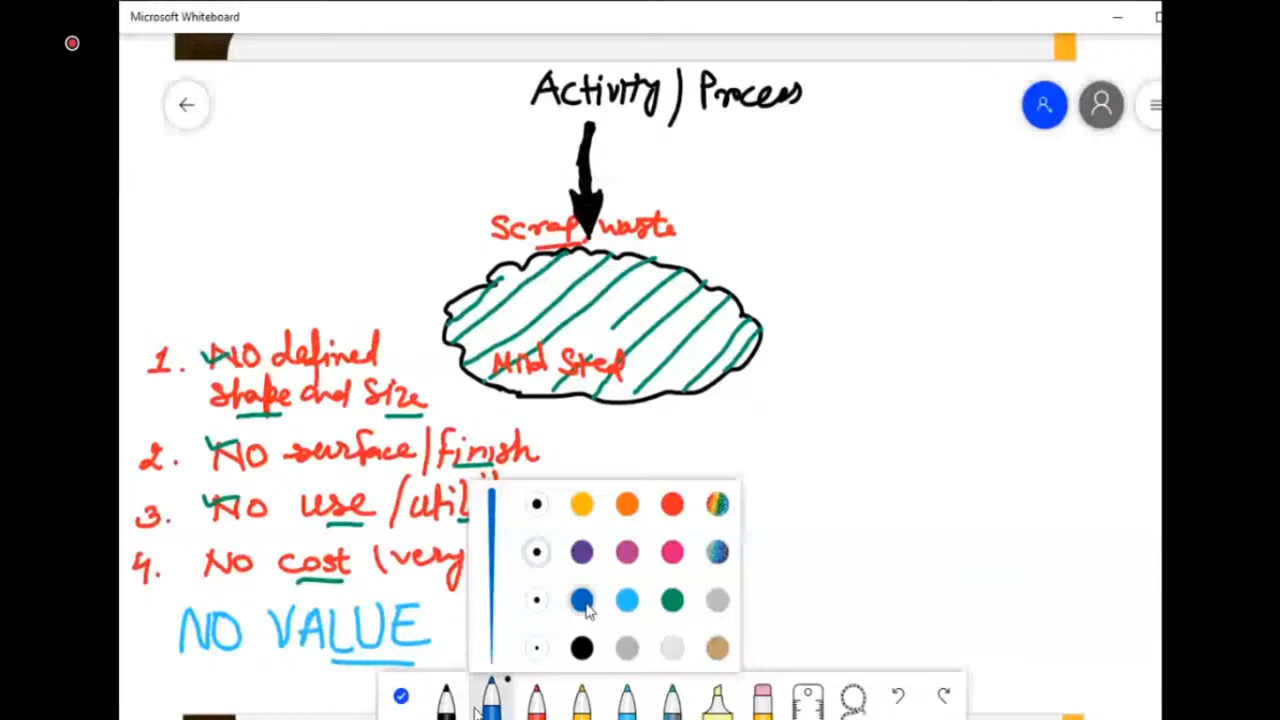 Microsoft Whiteboard
Activity / Process
Scrap, waste
Mild Steel
1. NO defined
shape and size
2. NO surface/finish
3. NO use /utili
4. NO cost (very
NO VALUE